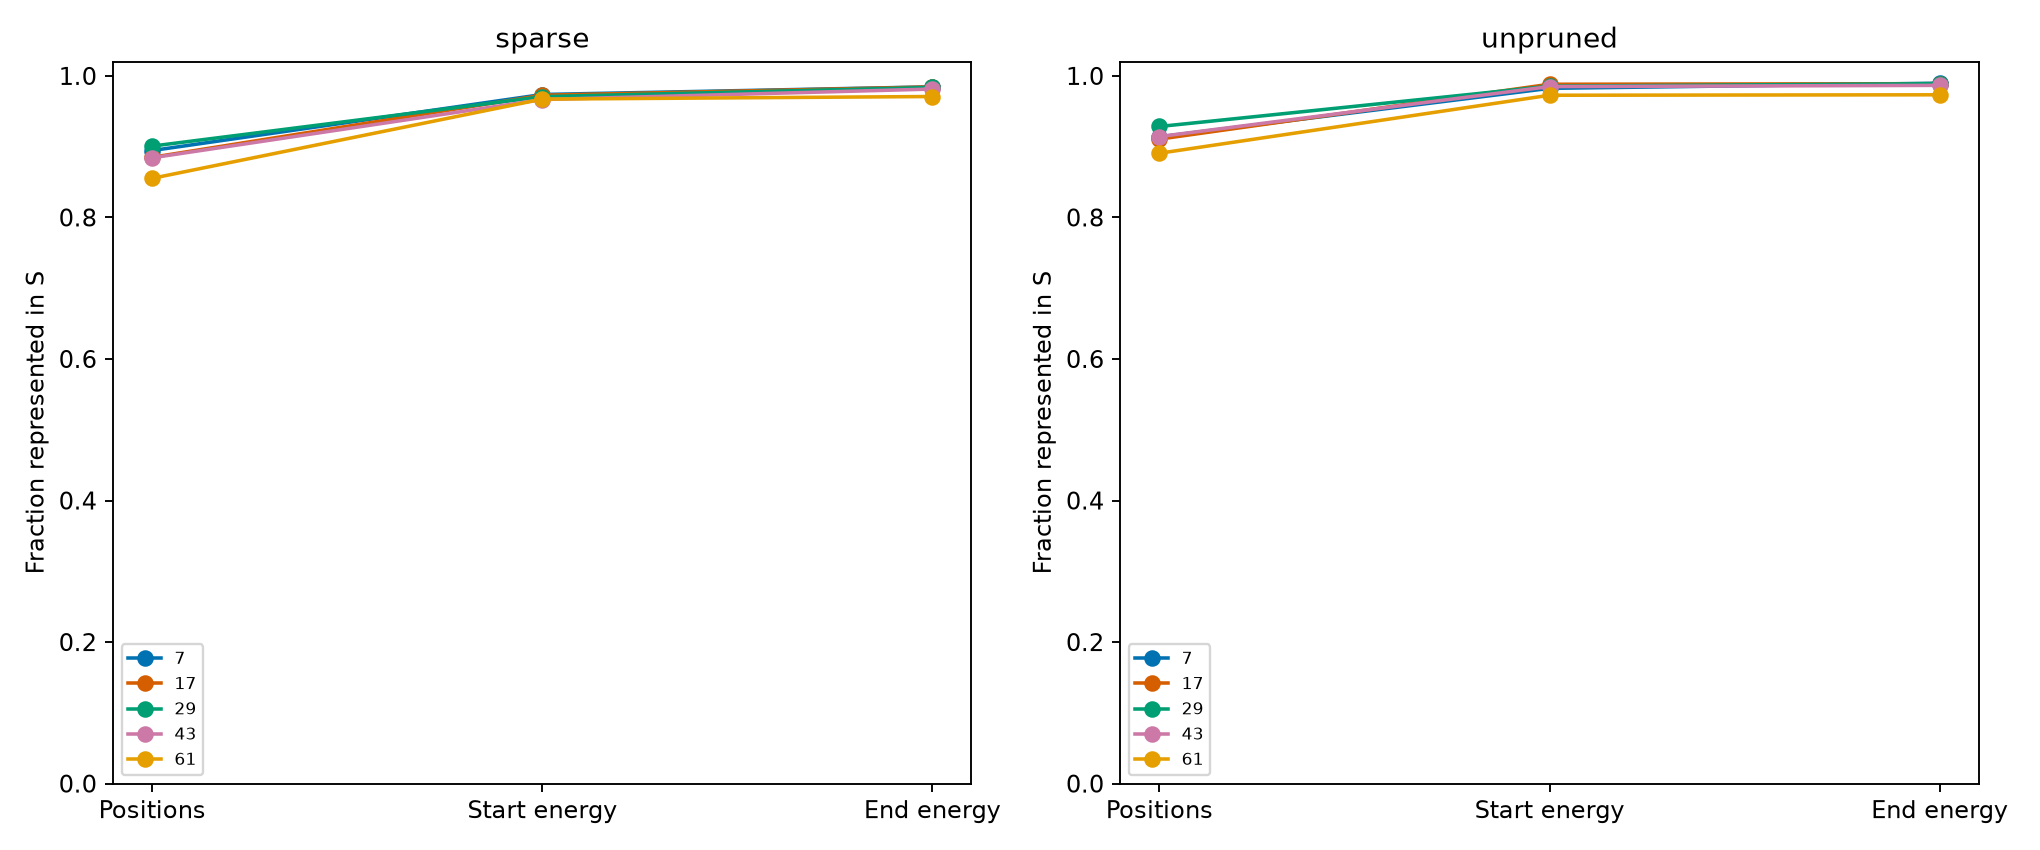 sparse
Fraction represented in S
1.0
0.8
0.6
0.4
0.2
0.0
7
17
29
43
61
Positions
Start energy
End energy
unpruned
Fraction represented in S
1.0
0.8
0.6
0.4
0.2
0.0
7
17
29
43
61
Positions
Start energy
End energy